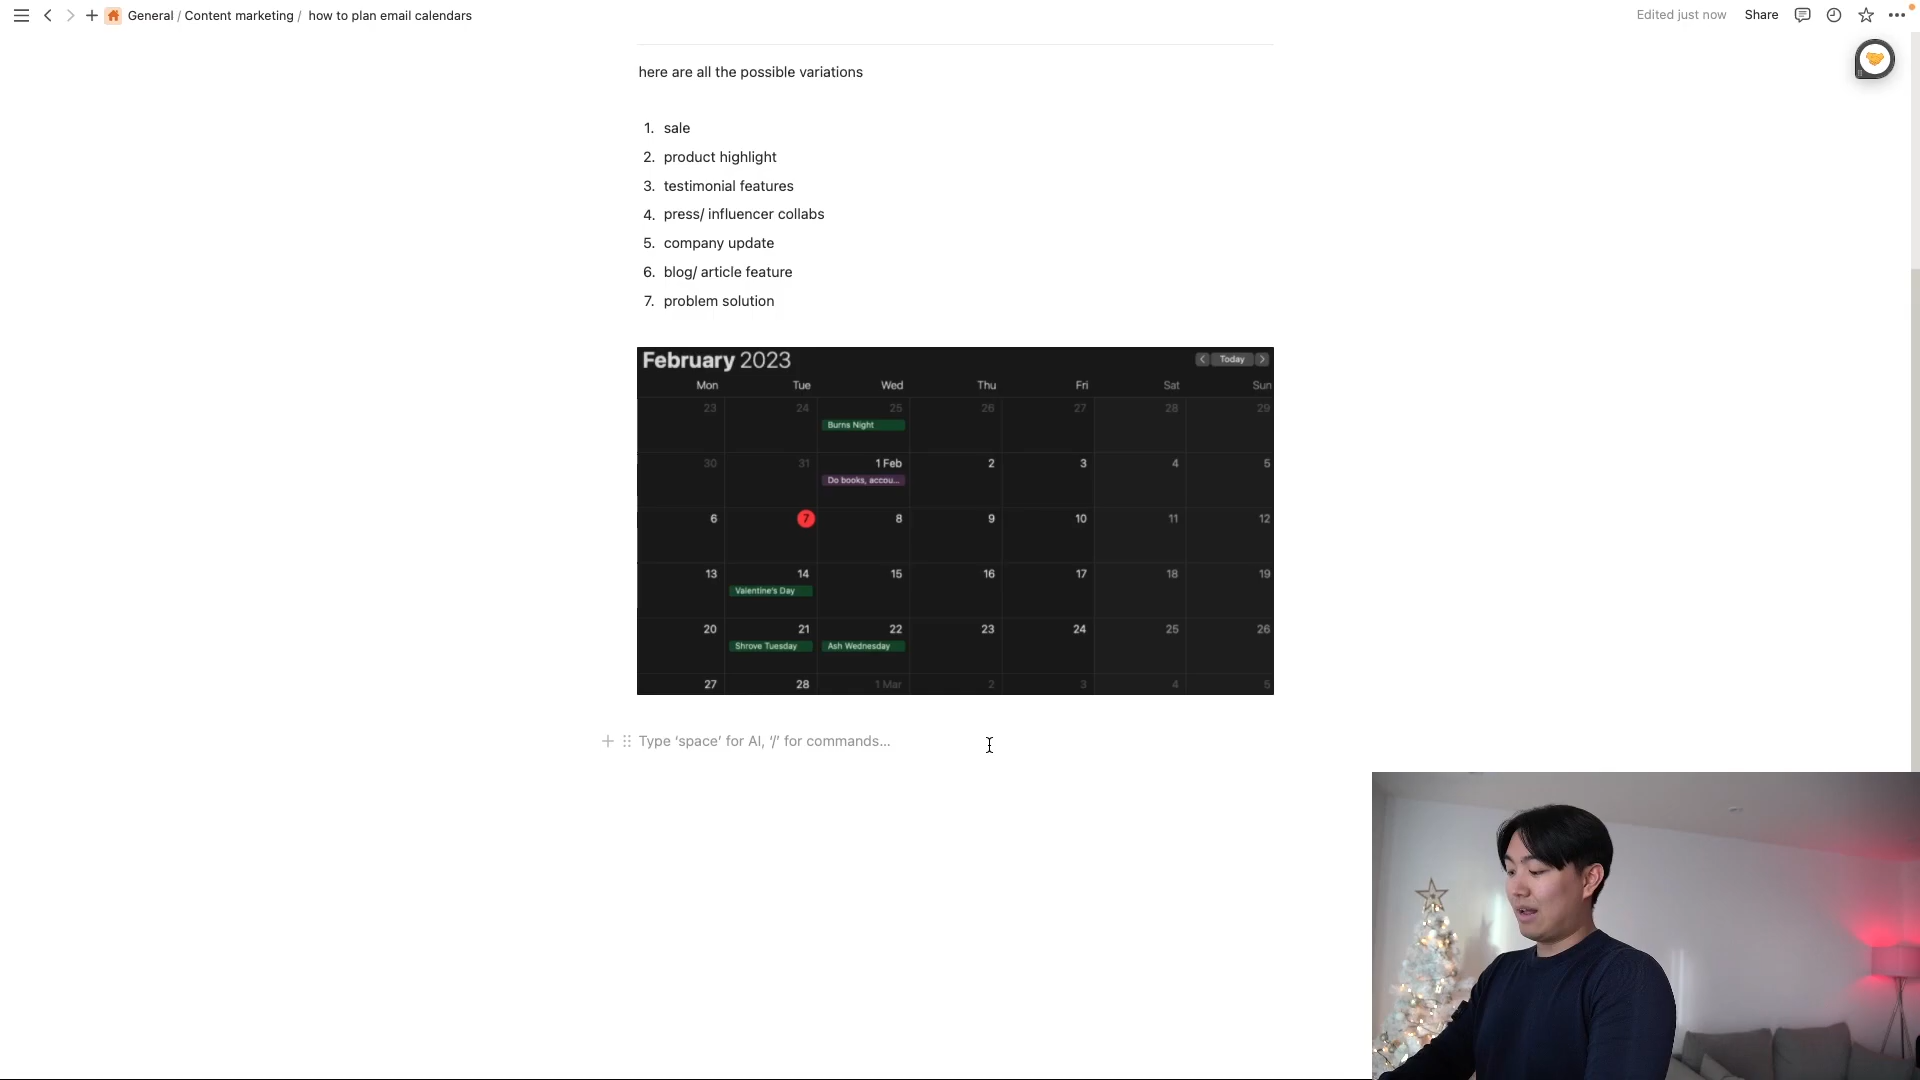 General / Content marketing / how to plan email calendars
Edited just now Share
here are all the possible variations
1. sale
2. product highlight
3. testimonial features
4. press/ influencer collabs
5. company update
6. blog/ article feature
7. problem solution
February 2023
Today
Mon Tue Wed Thu Fri Sat Sun
23 24 25 26 27 28 29
Burns Night
30 31 1 Feb 2 3 4 5
Do books, accou...
6 7 8 9 10 11 12
13 14 15 16 17 18 19
Valentine's Day
20 21 22 23 24 25 26
Shrove Tuesday Ash Wednesday
27 28 1 Mar 2 3 4 5
Type ‘space’ for AI, ‘/’ for commands…